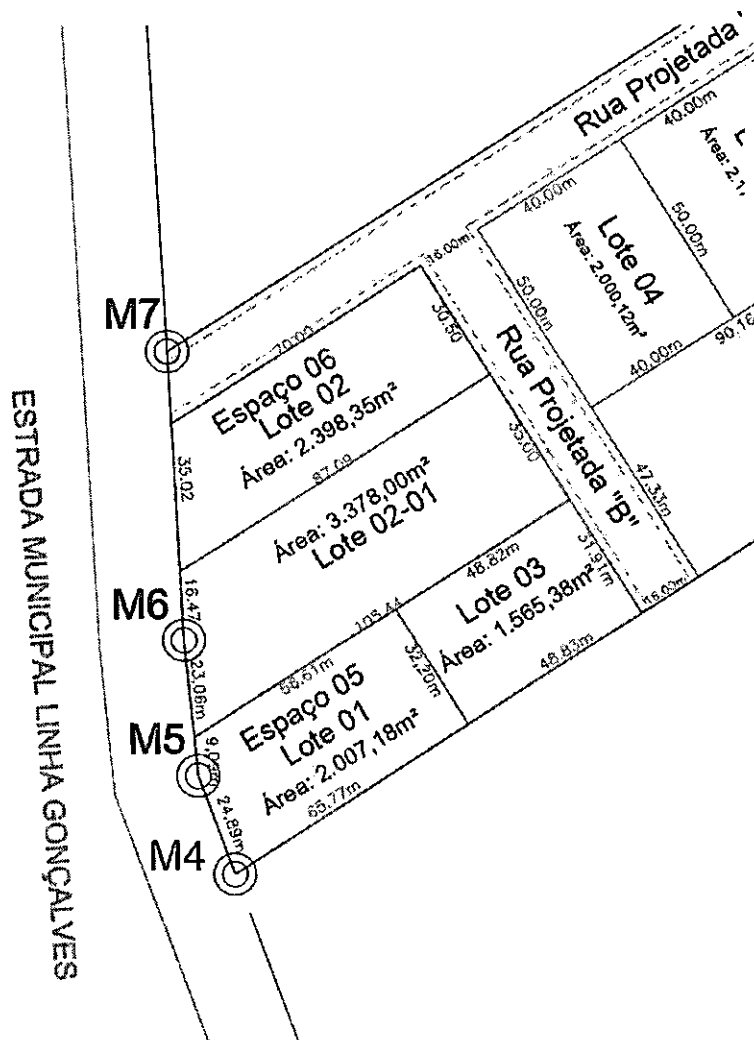 Rua Projetada "
40.00m
Área: 2.1
40.00m
Lote 04
Área: 2.000,12m²
50.00m
16.00m
50.00m
40.00m
90,16
M7
70.00
30.50
Espaço 06
Lote 02
Área: 2.398,35m²
Rua Projetada "B"
35.02
87.09
35.00
47.33m
Área: 3.378,00m²
Lote 02-01
16.47
M6
23.06m
105.44
48.82m
31.91m
Lote 03
Área: 1.565,38m²
16.00m
56.61m
32,20m
48.83m
Espaço 05
Lote 01
Área: 2.007,18m²
M5
24,89m
65.77m
M4
ESTRADA MUNICIPAL LINHA GONÇALVES